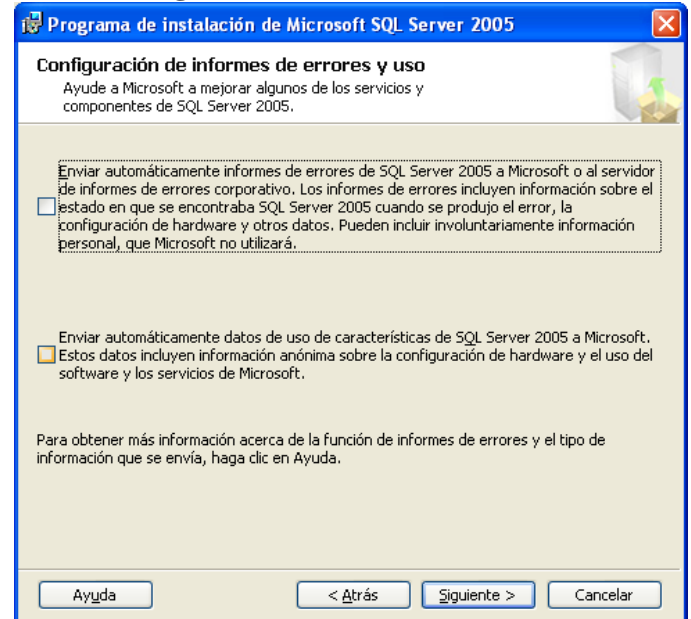 Programa de instalación de Microsoft SQL Server 2005
Configuración de informes de errores y uso
Ayude a Microsoft a mejorar algunos de los servicios y
componentes de SQL Server 2005.
Enviar automáticamente informes de errores de SQL Server 2005 a Microsoft o al servidor
de informes de errores corporativo. Los informes de errores incluyen información sobre el
estado en que se encontraba SQL Server 2005 cuando se produjo el error, la
configuración de hardware y otros datos. Pueden incluir involuntariamente información
personal, que Microsoft no utilizará.
Enviar automáticamente datos de uso de características de SQL Server 2005 a Microsoft.
Estos datos incluyen información anónima sobre la configuración de hardware y el uso del
software y los servicios de Microsoft.
Para obtener más información acerca de la función de informes de errores y el tipo de
información que se envía, haga clic en Ayuda.
Ayuda < Atrás Siguiente > Cancelar